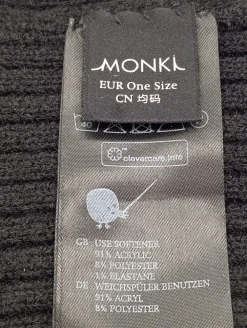 MONKI
EUR One Size
CN 均码
40
clevercare.info
GB USE SOFTENER
91% ACRYLIC
8% POLYESTER
1% ELASTANE
DE WEICHSPÜLER BENUTZEN
91% ACRYL
8% POLYESTER